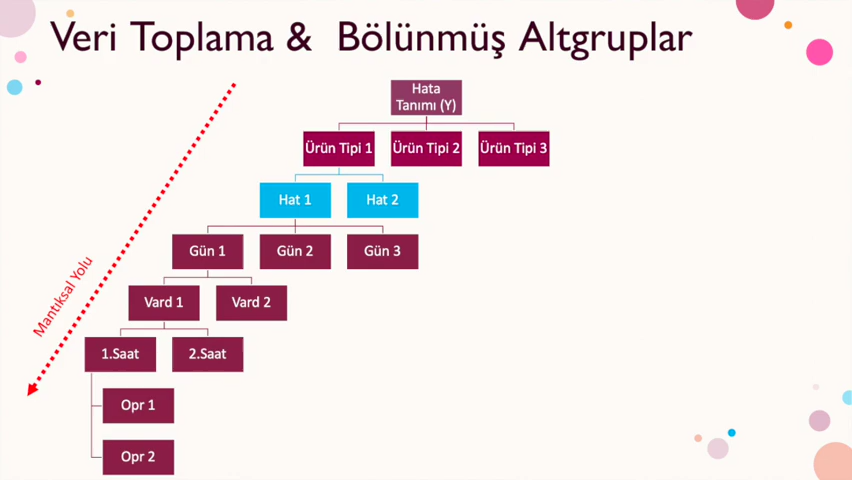 Veri Toplama & Bölünmüş Altgruplar
Hata
Tanımı (Y)
Ürün Tipi 1
Ürün Tipi 2
Ürün Tipi 3
Hat 1
Hat 2
Gün 1
Gün 2
Gün 3
Vard 1
Vard 2
1.Saat
2.Saat
Opr 1
Opr 2
Mantıksal Yolu